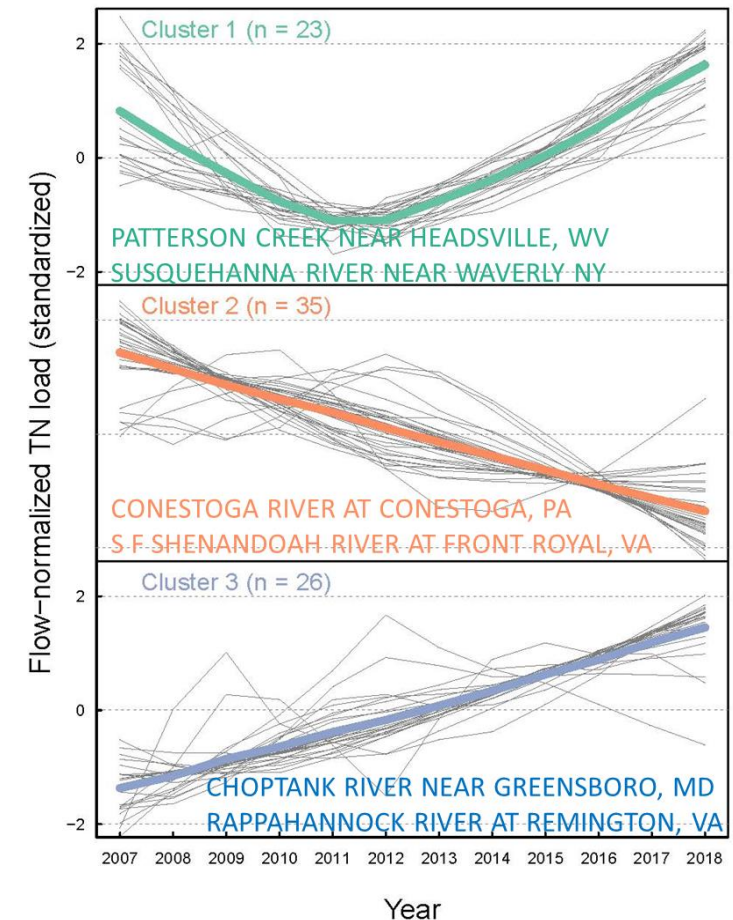 Flow−normalized TN load (standardized)
Cluster 1 (n = 23)
2
0
−2
PATTERSON CREEK NEAR HEADSVILLE, WV
SUSQUEHANNA RIVER NEAR WAVERLY NY
Cluster 2 (n = 35)
CONESTOGA RIVER AT CONESTOGA, PA
S F SHENANDOAH RIVER AT FRONT ROYAL, VA
Cluster 3 (n = 26)
2
0
−2
CHOPTANK RIVER NEAR GREENSBORO, MD
RAPPAHANNOCK RIVER AT REMINGTON, VA
2007 2008 2009 2010 2011 2012 2013 2014 2015 2016 2017 2018
Year